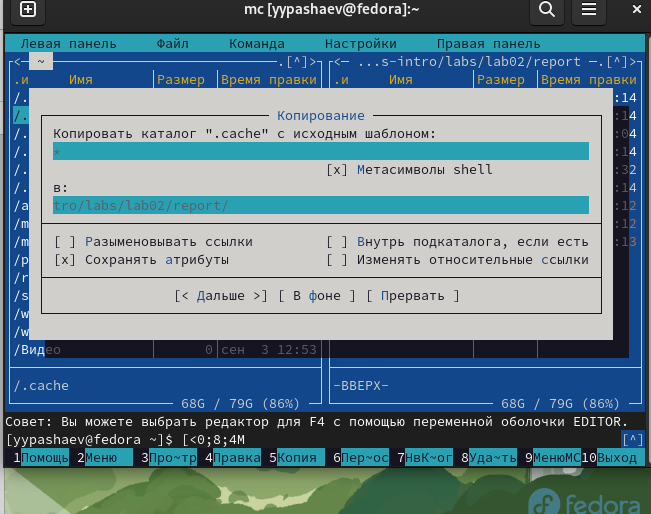 mc [yypashaev@fedora]:~
Левая панель Файл Команда Настройки Правая панель
<─ ~ ─.[^]>
<─ ...s-intro/labs/lab02/report ─.[^]>
.и Имя Размер Время правки
.и Имя Размер Время правки
/. :14
/. :14
/. :04
/. :14
/. :32
/. :14
/a :12
/m :12
/m :13
/p
/r
/s
/w
/w
Копирование
Копировать каталог ".cache" с исходным шаблоном:
*
[x] Метасимволы shell
в:
tro/labs/lab02/report/
[ ] Разыменовывать ссылки [ ] Внутрь подкаталога, если есть
[x] Сохранять атрибуты [ ] Изменять относительные ссылки
[< Дальше >] [ В фоне ] [ Прервать ]
/Видео 0 сен 3 12:53
/.cache -ВВЕРХ-
68G / 79G (86%) 68G / 79G (86%)
Совет: Вы можете выбрать редактор для F4 с помощью переменной оболочки EDITOR.
[yypashaev@fedora ~]$ [<0;8;4M [^]
1Помощь 2Меню 3Про~тр 4Правка 5Копия 6Пер~ос 7НвК~ог 8Уда~ть 9МенюМС 10Выход
fedora